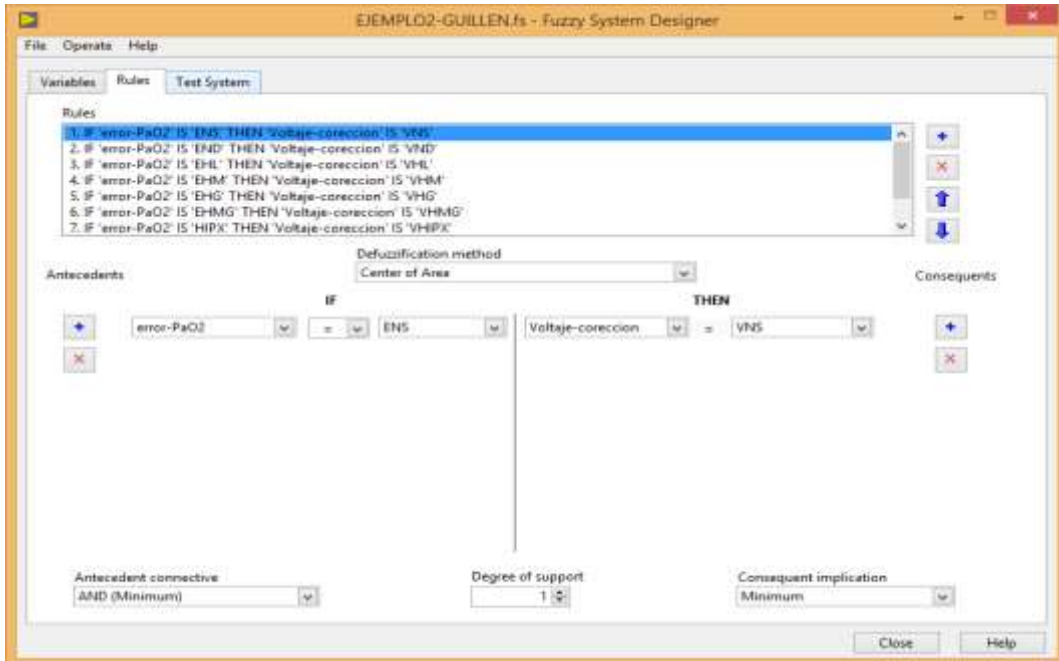 EJEMPLO2-GUILLEN.fs - Fuzzy System Designer
File Operate Help
Variables Rules Test System
Rules
1. IF 'error-PaO2' IS 'ENS' THEN 'Voltaje-coreccion' IS 'VNS'
2. IF 'error-PaO2' IS 'END' THEN 'Voltaje-coreccion' IS 'VND'
3. IF 'error-PaO2' IS 'EHL' THEN 'Voltaje-coreccion' IS 'VHL'
4. IF 'error-PaO2' IS 'EHM' THEN 'Voltaje-coreccion' IS 'VHM'
5. IF 'error-PaO2' IS 'EHG' THEN 'Voltaje-coreccion' IS 'VHG'
6. IF 'error-PaO2' IS 'EHMG' THEN 'Voltaje-coreccion' IS 'VHMG'
7. IF 'error-PaO2' IS 'HIPX' THEN 'Voltaje-coreccion' IS 'VHIPX'
Defuzzification method
Center of Area
Antecedents Consequents
IF THEN
error-PaO2 = ENS Voltaje-coreccion = VNS
Antecedent connective Degree of support Consequent implication
AND (Minimum) 1 Minimum
Close Help